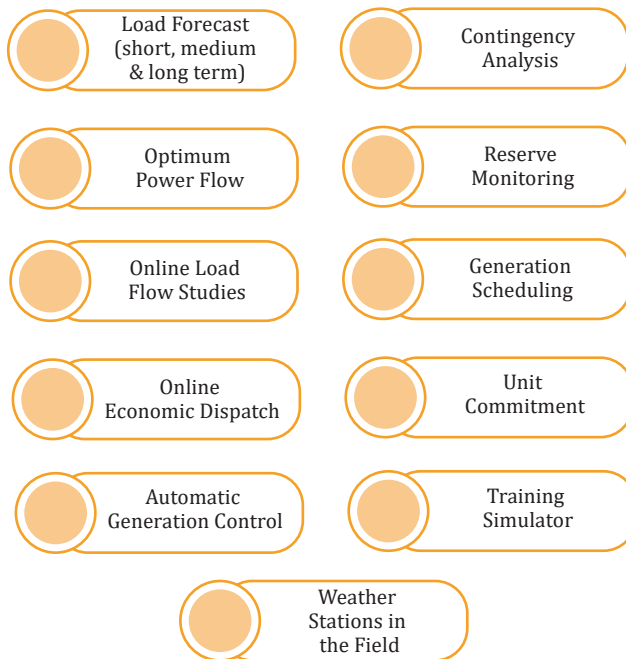 Load Forecast
(short, medium
& long term)
Contingency
Analysis
Optimum
Power Flow
Reserve
Monitoring
Online Load
Flow Studies
Generation
Scheduling
Online
Economic Dispatch
Unit
Commitment
Automatic
Generation Control
Training
Simulator
Weather
Stations in
the Field